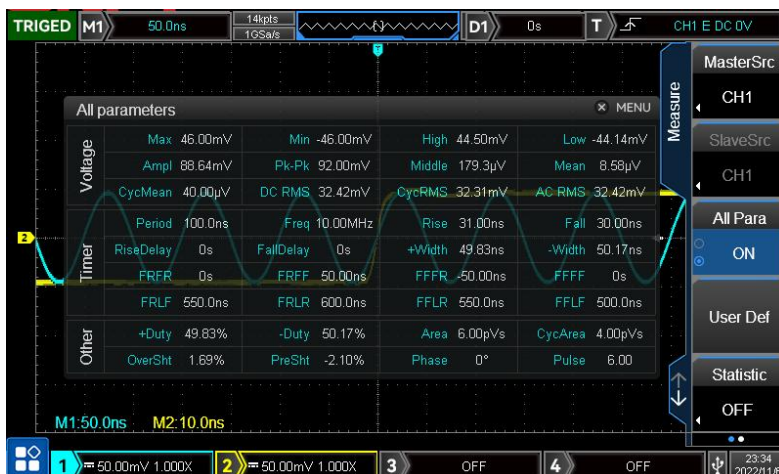 TRIGED M1 50.0ns 14kpts D1 0s T CH1 E DC 0V
1GSa/s
T
MasterSrc
CH1
Measure
SlaveSrc
CH1
All Para
ON
User Def
Statistic
OFF
All parameters × MENU
Voltage
Max 46.00mV Min -46.00mV High 44.50mV Low -44.14mV
Ampl 88.64mV Pk-Pk 92.00mV Middle 179.3µV Mean 8.58µV
CycMean 40.00µV DC RMS 32.42mV CycRMS 32.31mV AC RMS 32.42mV
Timer
Period 100.0ns Freq 10.00MHz Rise 31.00ns Fall 30.00ns
RiseDelay 0s FallDelay 0s +Width 49.83ns -Width 50.17ns
FRFR 0s FRFF 50.00ns FFFR -50.00ns FFFF 0s
FRLF 550.0ns FRLR 600.0ns FFLR 550.0ns FFLF 500.0ns
Other
+Duty 49.83% -Duty 50.17% Area 6.00pVs CycArea 4.00pVs
OverSht 1.69% PreSht -2.10% Phase 0° Pulse 6.00
2
M1:50.0ns M2:10.0ns
1 50.00mV 1.000X 2 50.00mV 1.000X 3 OFF 4 OFF 23:34